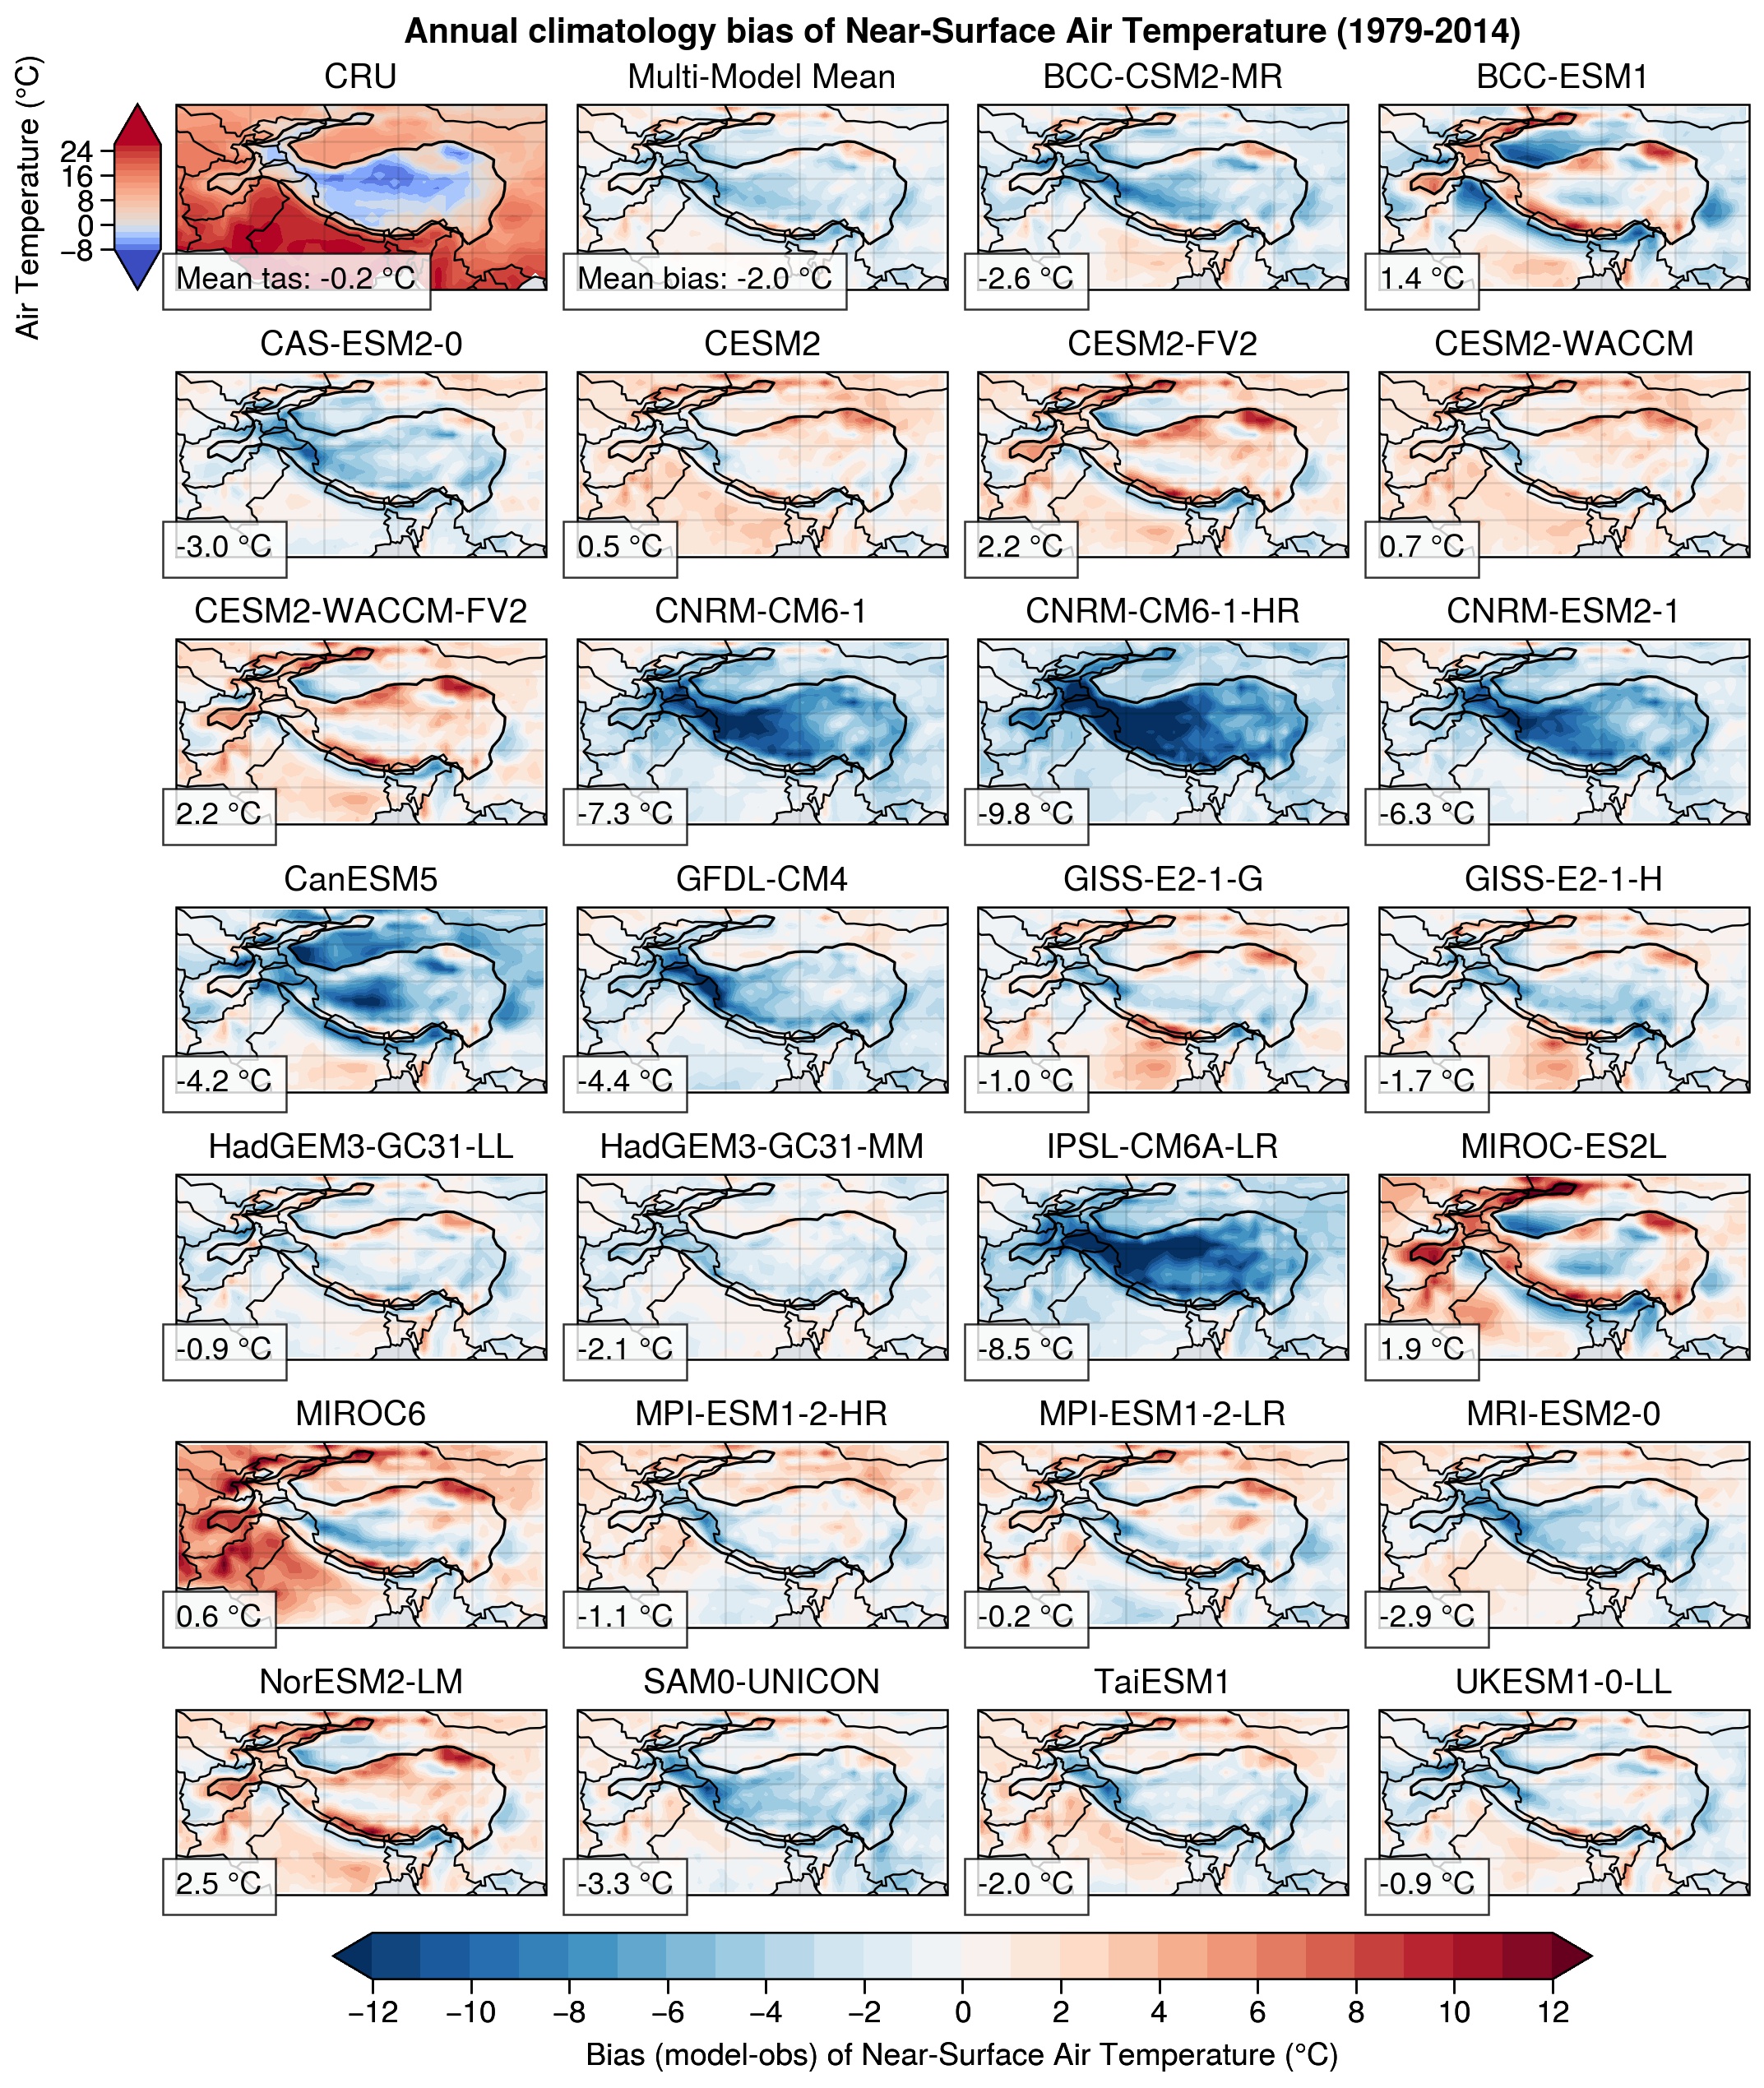 Annual climatology bias of Near-Surface Air Temperature (1979-2014)
CRU Multi-Model Mean BCC-CSM2-MR BCC-ESM1
Air Temperature (°C)
24
16
8
0
−8
Mean tas: -0.2 °C Mean bias: -2.0 °C -2.6 °C 1.4 °C
CAS-ESM2-0 CESM2 CESM2-FV2 CESM2-WACCM
-3.0 °C 0.5 °C 2.2 °C 0.7 °C
CESM2-WACCM-FV2 CNRM-CM6-1 CNRM-CM6-1-HR CNRM-ESM2-1
2.2 °C -7.3 °C -9.8 °C -6.3 °C
CanESM5 GFDL-CM4 GISS-E2-1-G GISS-E2-1-H
-4.2 °C -4.4 °C -1.0 °C -1.7 °C
HadGEM3-GC31-LL HadGEM3-GC31-MM IPSL-CM6A-LR MIROC-ES2L
-0.9 °C -2.1 °C -8.5 °C 1.9 °C
MIROC6 MPI-ESM1-2-HR MPI-ESM1-2-LR MRI-ESM2-0
0.6 °C -1.1 °C -0.2 °C -2.9 °C
NorESM2-LM SAM0-UNICON TaiESM1 UKESM1-0-LL
2.5 °C -3.3 °C -2.0 °C -0.9 °C
−12 −10 −8 −6 −4 −2 0 2 4 6 8 10 12
Bias (model-obs) of Near-Surface Air Temperature (°C)